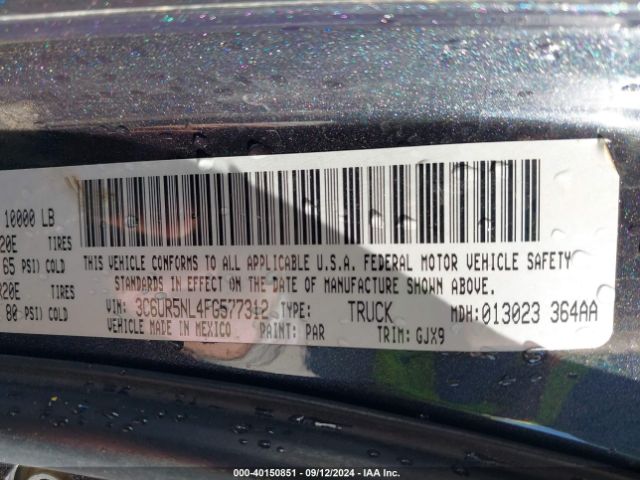 10000 LB
20E TIRES
65 PSI) COLD
R20E TIRES
80 PSI) COLD
THIS VEHICLE CONFORMS TO ALL APPLICABLE U.S.A. FEDERAL MOTOR VEHICLE SAFETY
STANDARDS IN EFFECT ON THE DATE OF MANUFACTURE SHOWN ABOVE.
VIN: 3C6UR5NL4FG577312 TYPE: TRUCK MDH: 013023 364AA
VEHICLE MADE IN MEXICO PAINT: PAR TRIM: GJX9
000-40150851 - 09/12/2024 - IAA Inc.